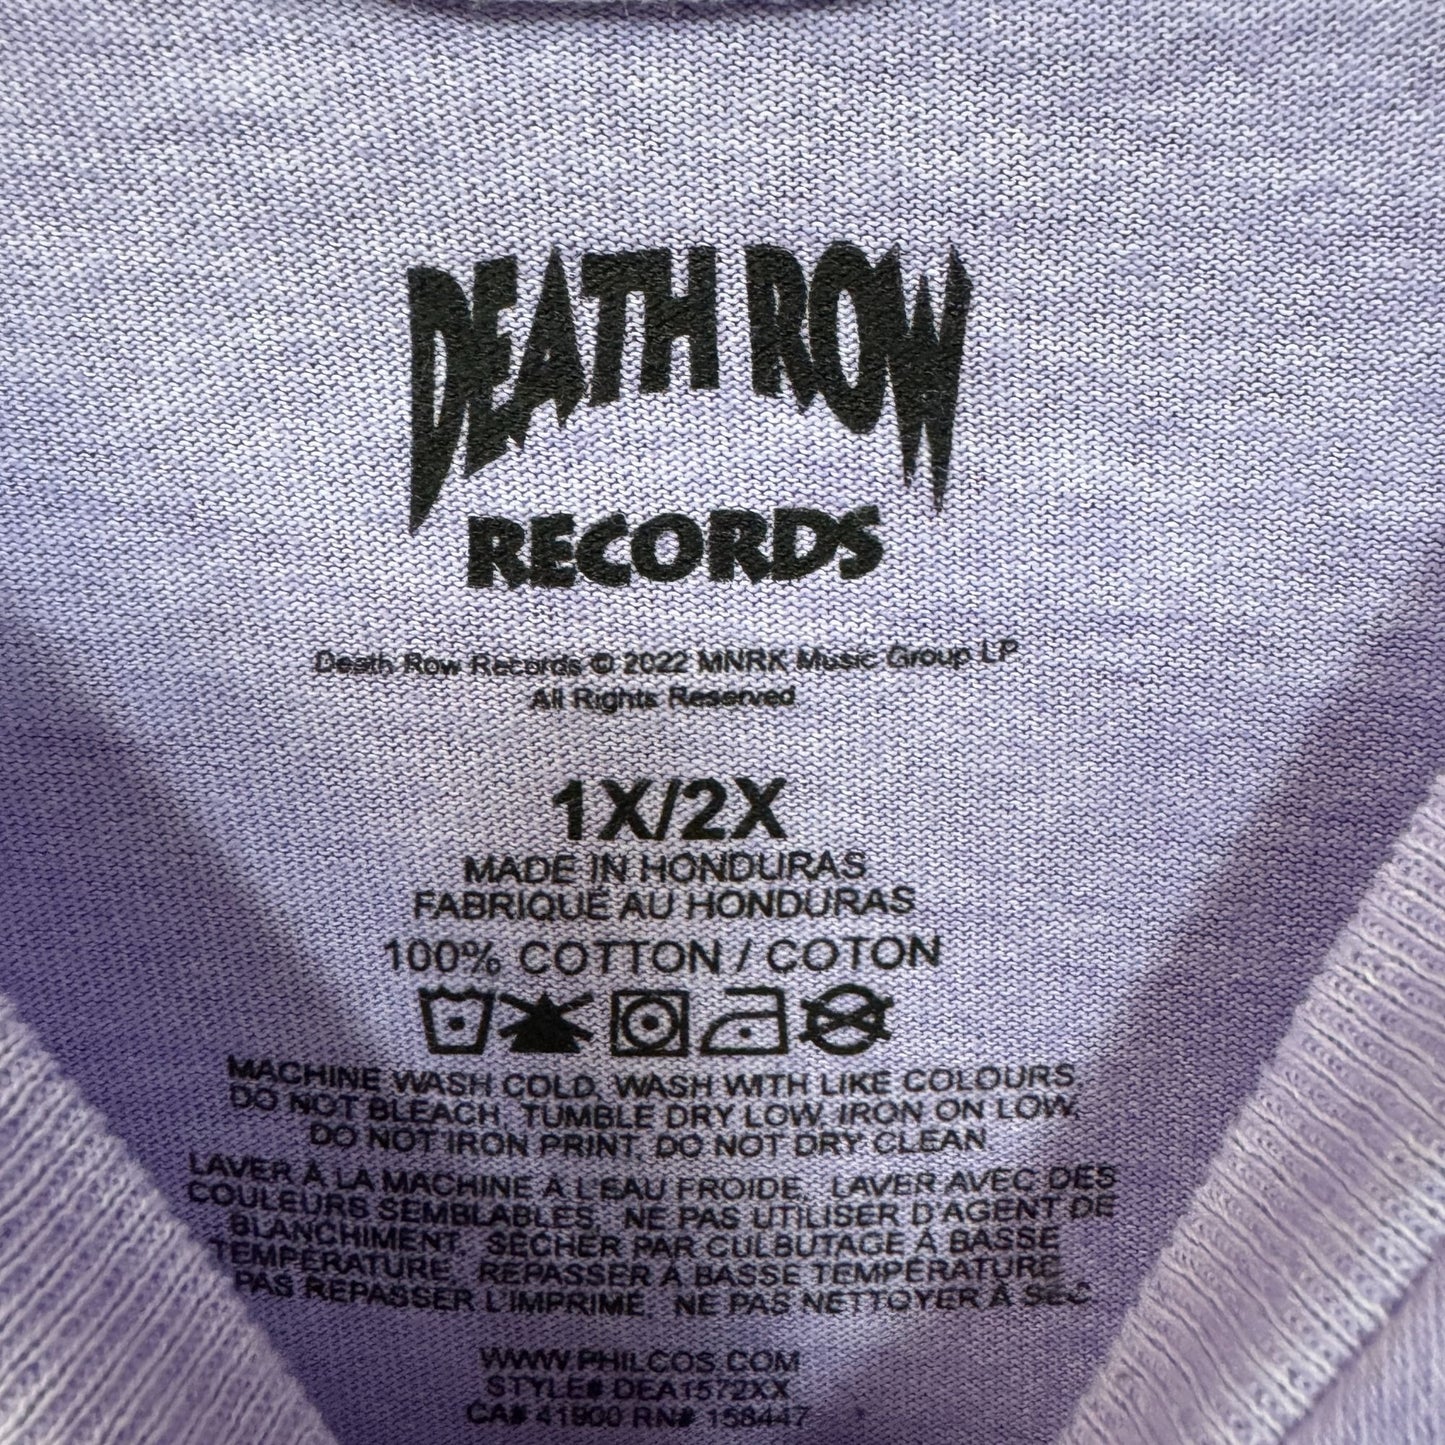 DEATH ROW
RECORDS
Death Row Records © 2022 MNRK Music Group LP
All Rights Reserved
1X/2X
MADE IN HONDURAS
FABRIQUÉ AU HONDURAS
100% COTTON / COTON
MACHINE WASH COLD, WASH WITH LIKE COLOURS,
DO NOT BLEACH, TUMBLE DRY LOW, IRON ON LOW,
DO NOT IRON PRINT, DO NOT DRY CLEAN
LAVER À LA MACHINE À L'EAU FROIDE, LAVER AVEC DES
COULEURS SEMBLABLES, NE PAS UTILISER D'AGENT DE
BLANCHIMENT, SÉCHER PAR CULBUTAGE À BASSE
TEMPÉRATURE, REPASSER À BASSE TEMPÉRATURE
PAS REPASSER L'IMPRIMÉ, NE PAS NETTOYER À SEC
WWW.PHILCOS.COM
STYLE# DEA1572XX
CA# 41900 RN# 158447